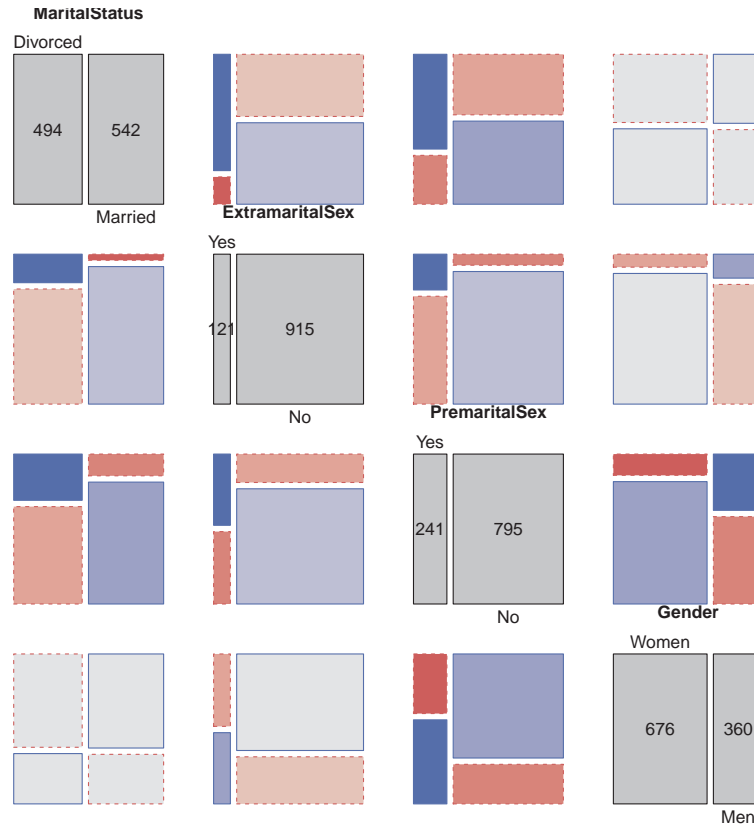 MaritalStatus
Divorced
494 542
Married
ExtramaritalSex
Yes
121 915
No
PremaritalSex
Yes
241 795
No
Gender
Women
676 360
Men